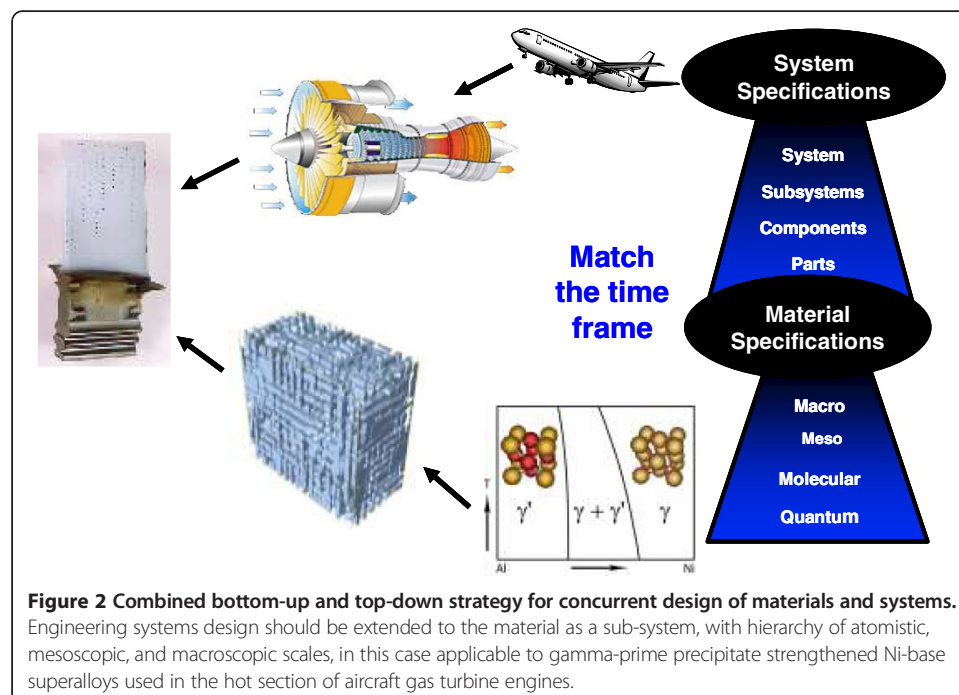 System
Specifications
System
Subsystems
Components
Parts
Match
the time
frame
Material
Specifications
Macro
Meso
Molecular
Quantum
T
γ'
γ + γ'
γ
Al
Ni
Figure 2 Combined bottom-up and top-down strategy for concurrent design of materials and systems.
Engineering systems design should be extended to the material as a sub-system, with hierarchy of atomistic,
mesoscopic, and macroscopic scales, in this case applicable to gamma-prime precipitate strengthened Ni-base
superalloys used in the hot section of aircraft gas turbine engines.